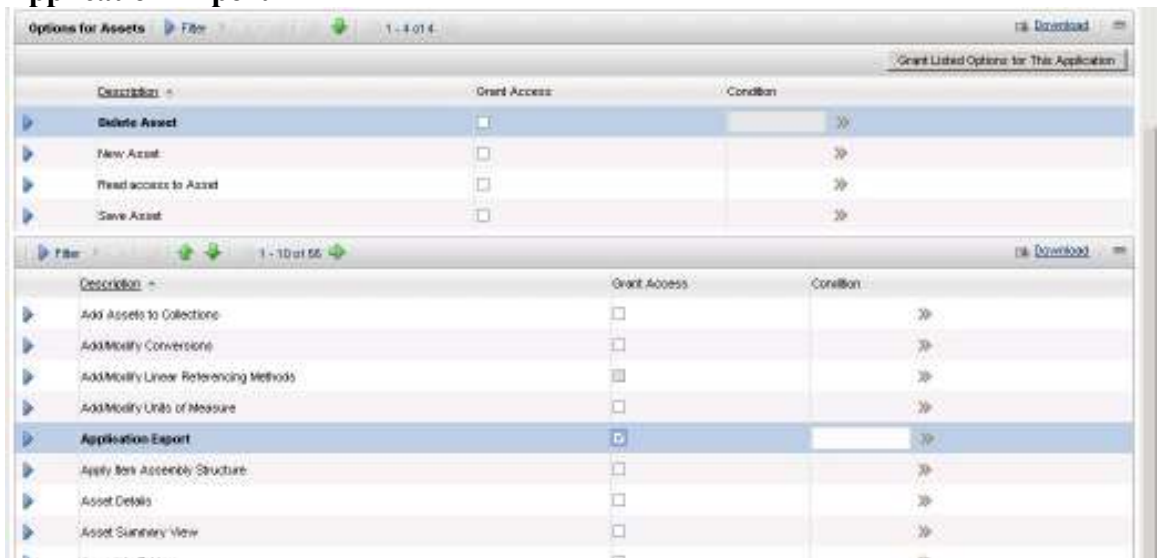 Application Export
Options for Assets Filter 1 - 4 of 4 Download
Grant Listed Options for This Application
Description Grant Access Condition
Delete Asset
New Asset
Read access to Asset
Save Asset
Filter 1 - 10 of 66 Download
Description Grant Access Condition
Add Assets to Collections
Add/Modify Conversions
Add/Modify Linear Referencing Methods
Add/Modify Units of Measure
Application Export
Apply Item Assembly Structure
Asset Details
Asset Summary View